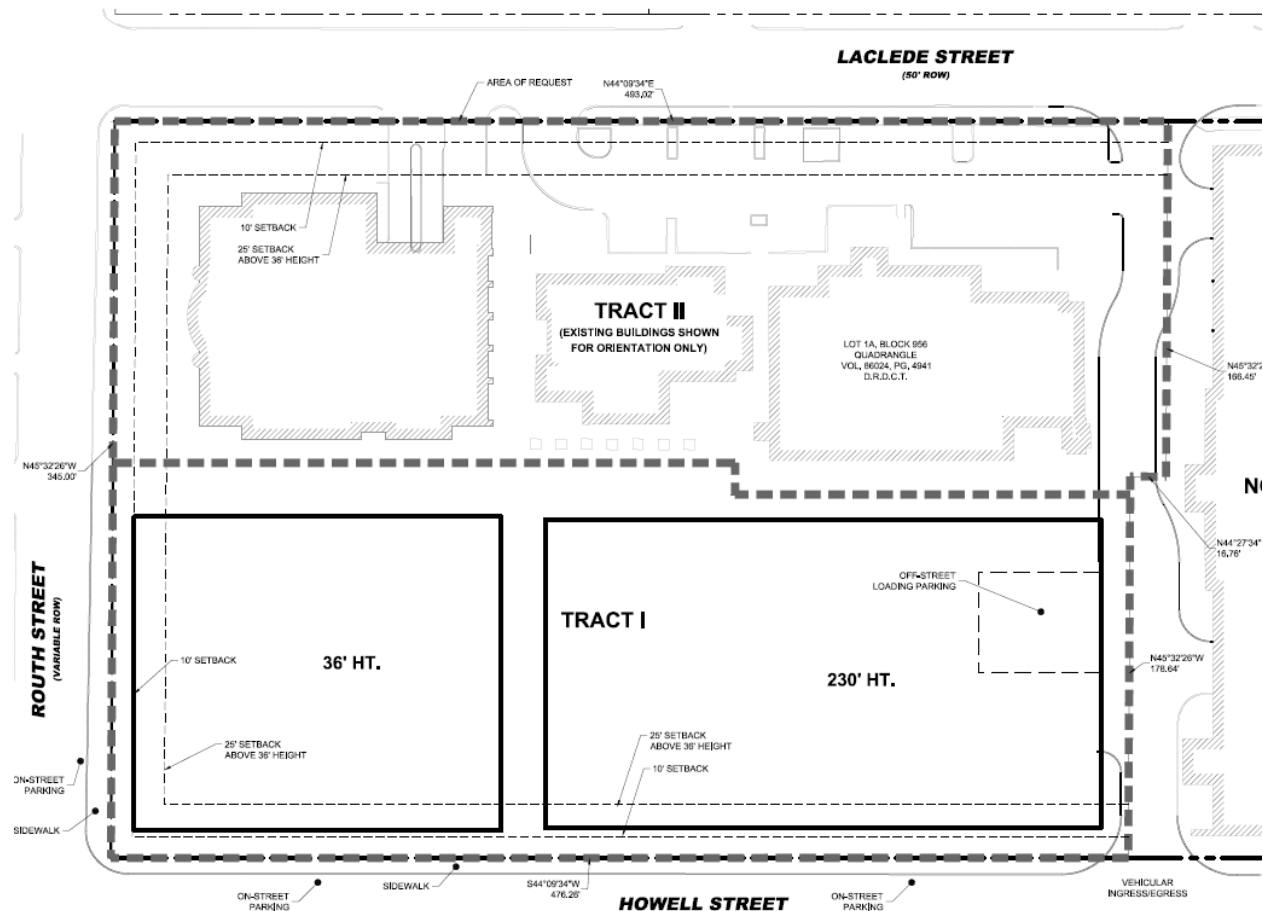 LACLEDE STREET
(50' ROW)
AREA OF REQUEST
N44°09'34"E
493.02'
10' SETBACK
25' SETBACK
ABOVE 36' HEIGHT
TRACT II
(EXISTING BUILDINGS SHOWN
FOR ORIENTATION ONLY)
LOT 1A, BLOCK 956
QUADRANGLE
VOL. 86024, PG. 4941
D.R.D.C.T.
N45°32'2
166.45'
N45°32'26"W
345.00'
N44°27'34"
16.76'
OFF-STREET
LOADING PARKING
TRACT I
ROUTH STREET
(VARIABLE ROW)
10' SETBACK
36' HT.
230' HT.
N45°32'26"W
178.64'
25' SETBACK
ABOVE 36' HEIGHT
25' SETBACK
ABOVE 36' HEIGHT
10' SETBACK
ON-STREET
PARKING
SIDEWALK
ON-STREET
PARKING
SIDEWALK
S44°09'34"W
476.26'
HOWELL STREET
ON-STREET
PARKING
VEHICULAR
INGRESS/EGRESS